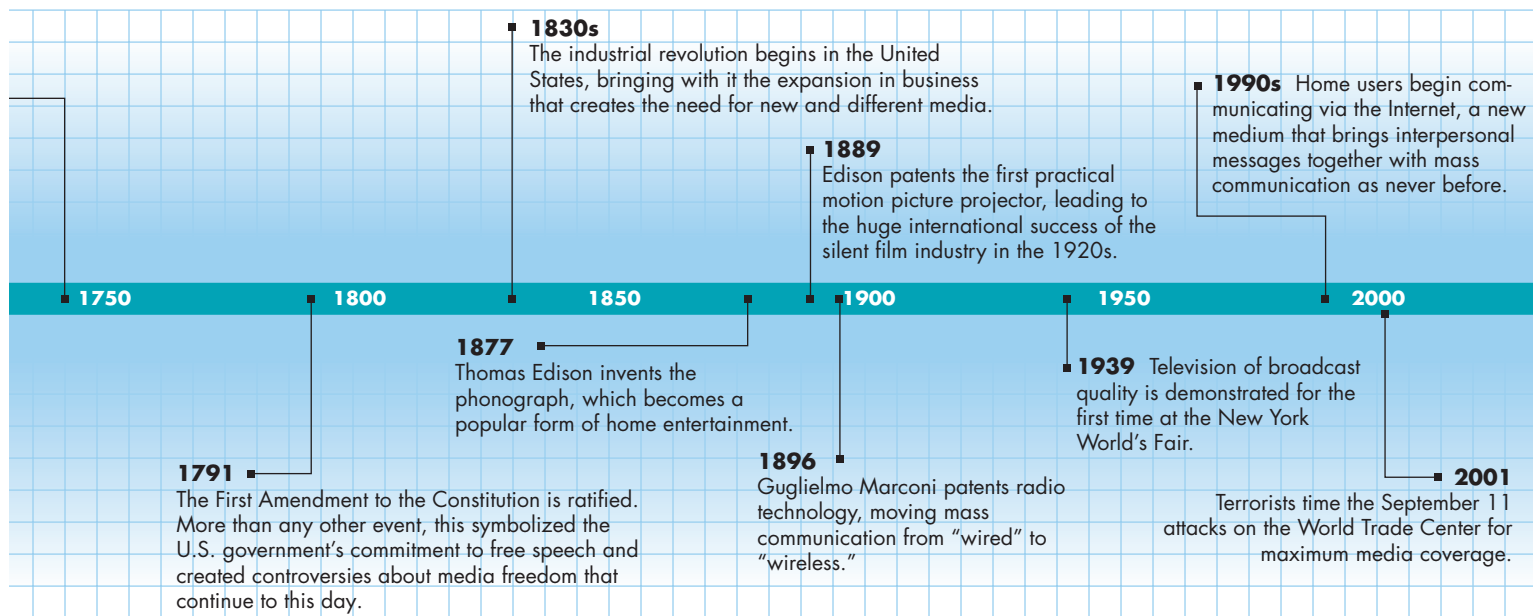 1830s
The industrial revolution begins in the United
States, bringing with it the expansion in business
that creates the need for new and different media.
1990s Home users begin com-
municating via the Internet, a new
medium that brings interpersonal
messages together with mass
communication as never before.
1889
Edison patents the first practical
motion picture projector, leading to
the huge international success of the
silent film industry in the 1920s.
1750 1800 1850 1900 1950 2000
1877
Thomas Edison invents the
phonograph, which becomes a
popular form of home entertainment.
1939 Television of broadcast
quality is demonstrated for the
first time at the New York
World’s Fair.
1791
The First Amendment to the Constitution is ratified.
More than any other event, this symbolized the
U.S. government’s commitment to free speech and
created controversies about media freedom that
continue to this day.
1896
Guglielmo Marconi patents radio
technology, moving mass
communication from “wired” to
“wireless.”
2001
Terrorists time the September 11
attacks on the World Trade Center for
maximum media coverage.